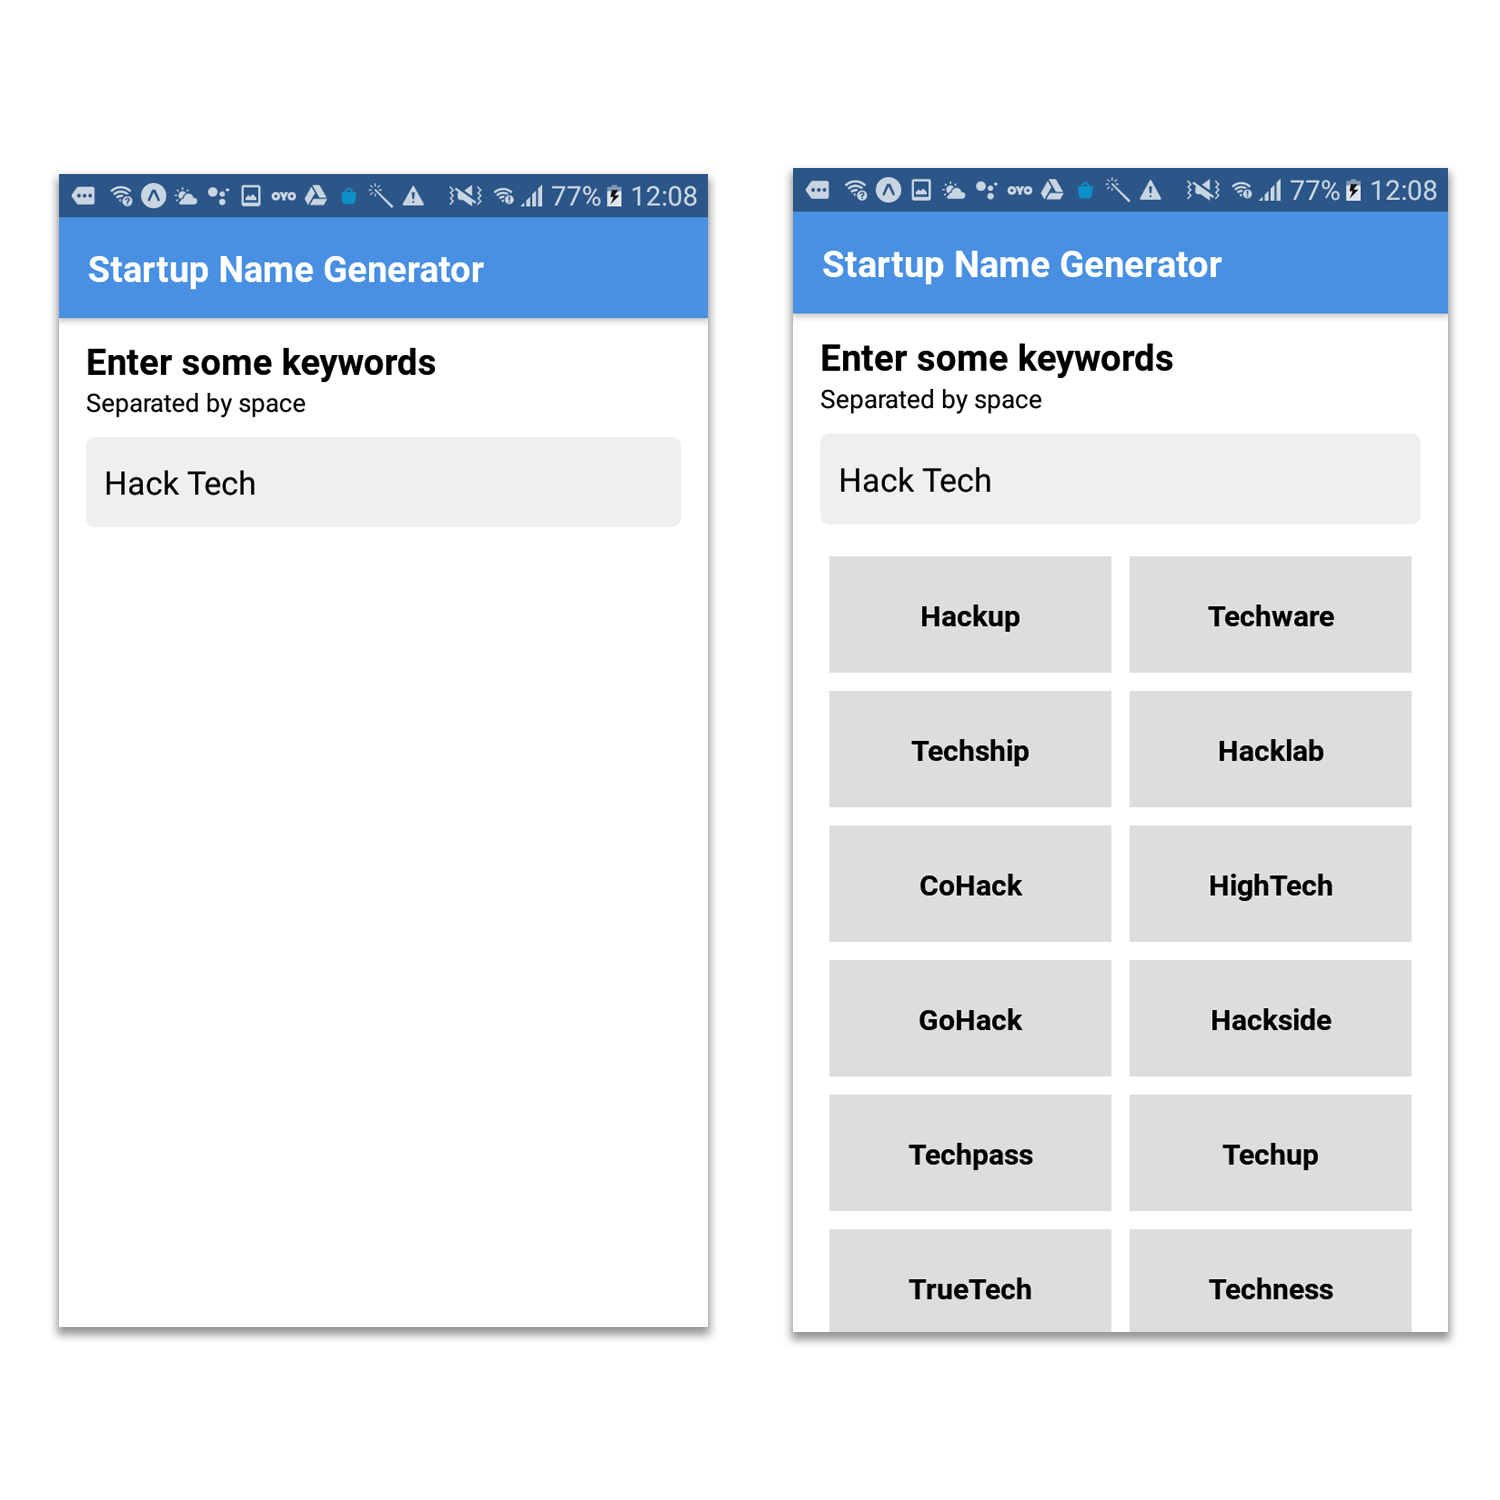 OYO 77% 12:08
Startup Name Generator
Enter some keywords
Separated by space
Hack Tech
OYO 77% 12:08
Startup Name Generator
Enter some keywords
Separated by space
Hack Tech
Hackup Techware
Techship Hacklab
CoHack HighTech
GoHack Hackside
Techpass Techup
TrueTech Techness